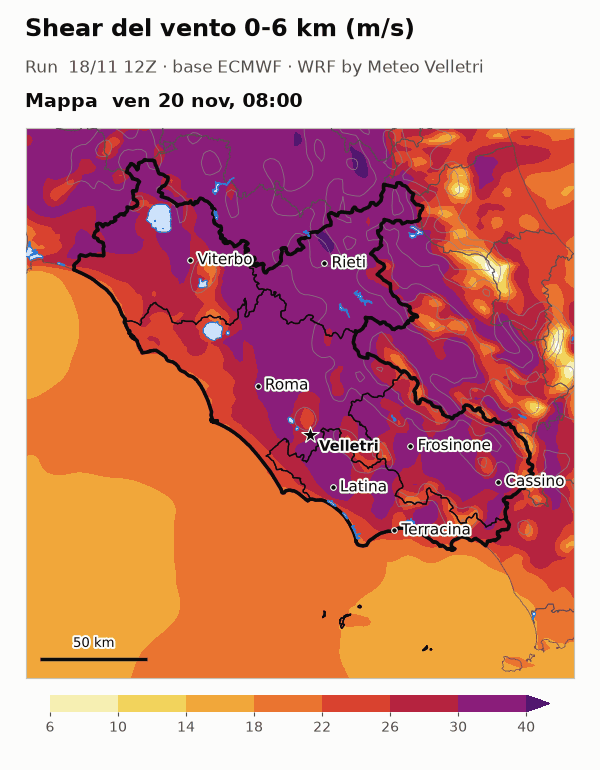 Shear del vento 0-6 km (m/s)
Run  18/11 12Z · base ECMWF · WRF by Meteo Velletri
Mappa  ven 20 nov, 08:00
Viterbo
Rieti
Roma
Velletri
Frosinone
Cassino
Latina
Terracina
50 km
6 10 14 18 22 26 30 40